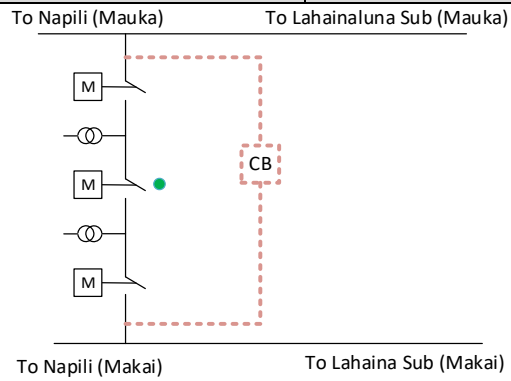 To Napili (Mauka)
To Lahainaluna Sub (Mauka)
M
CB
M
M
To Napili (Makai)
To Lahaina Sub (Makai)